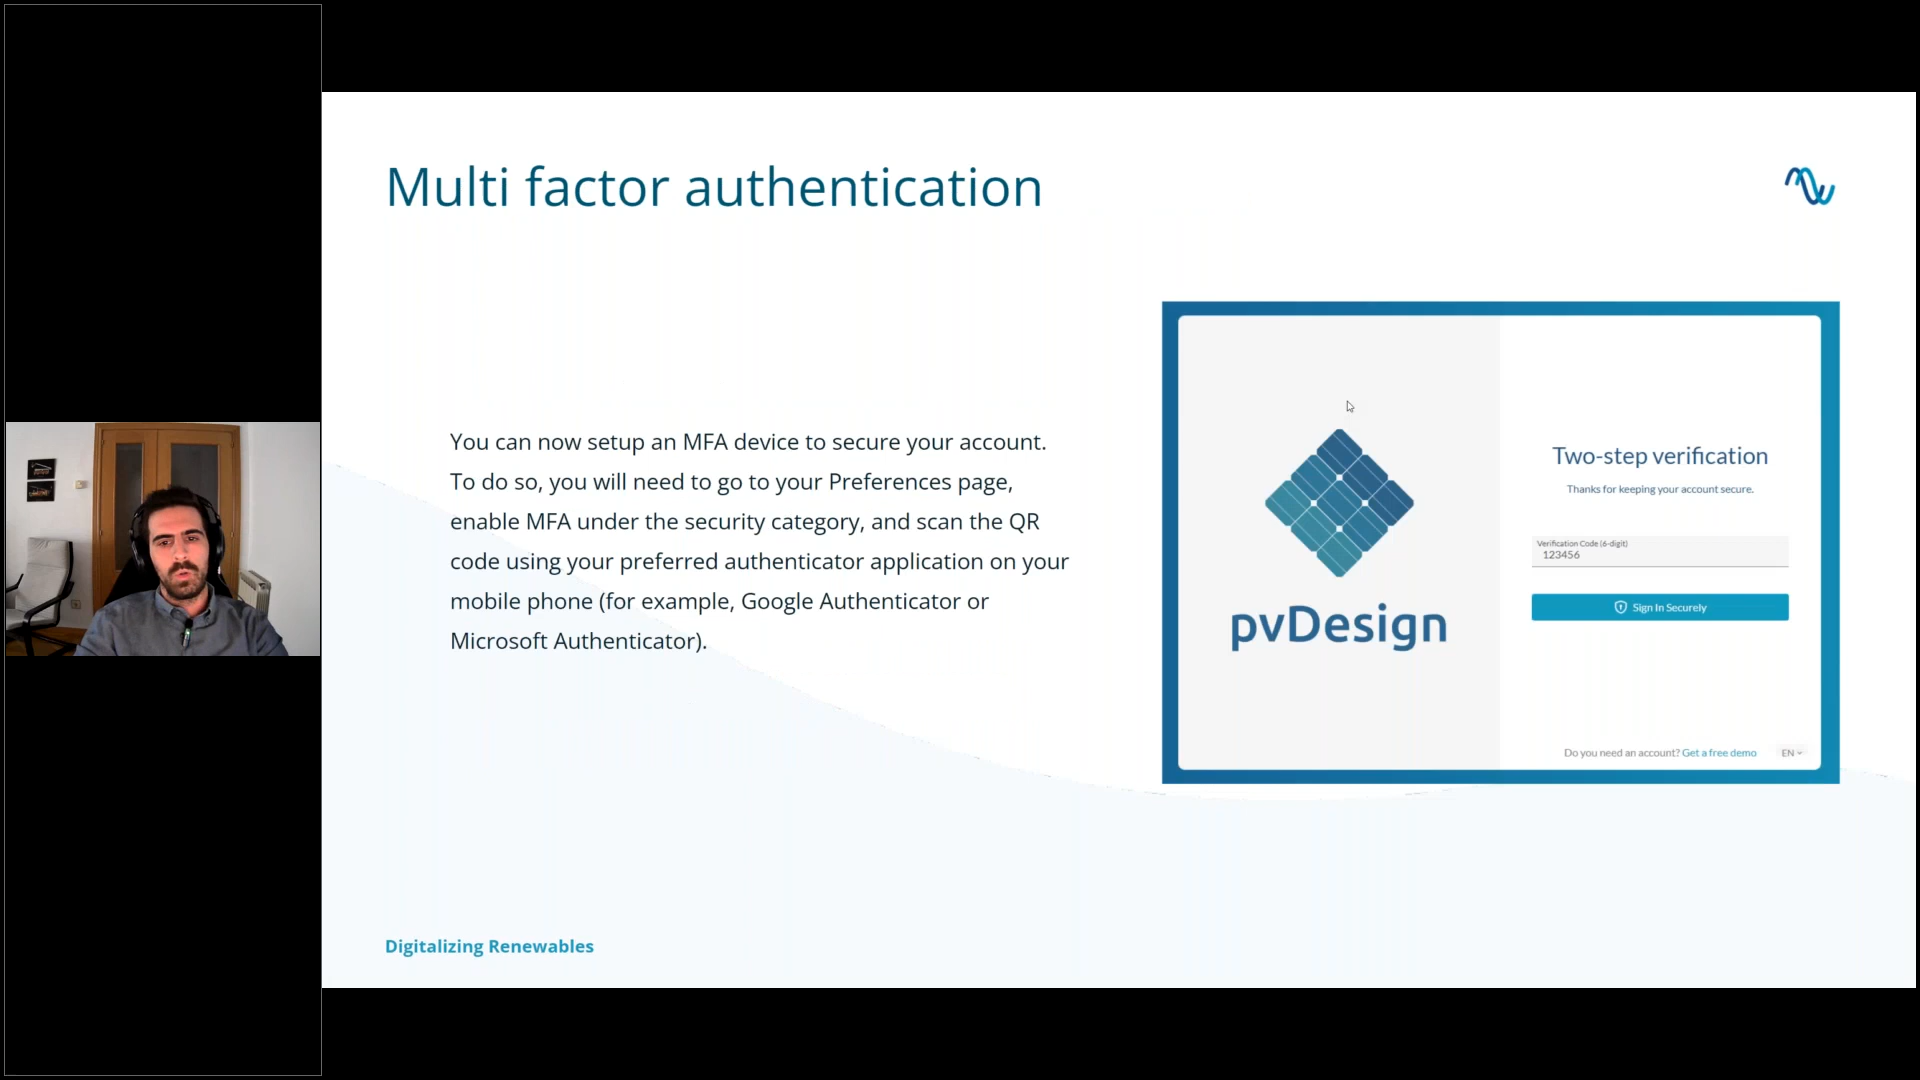 Multi factor authentication
You can now setup an MFA device to secure your account.
To do so, you will need to go to your Preferences page,
enable MFA under the security category, and scan the QR
code using your preferred authenticator application on your
mobile phone (for example, Google Authenticator or
Microsoft Authenticator).
pvDesign
Two-step verification
Thanks for keeping your account secure.
Verification Code (6-digit)
123456
Sign In Securely
Do you need an account? Get a free demo
EN
Digitalizing Renewables